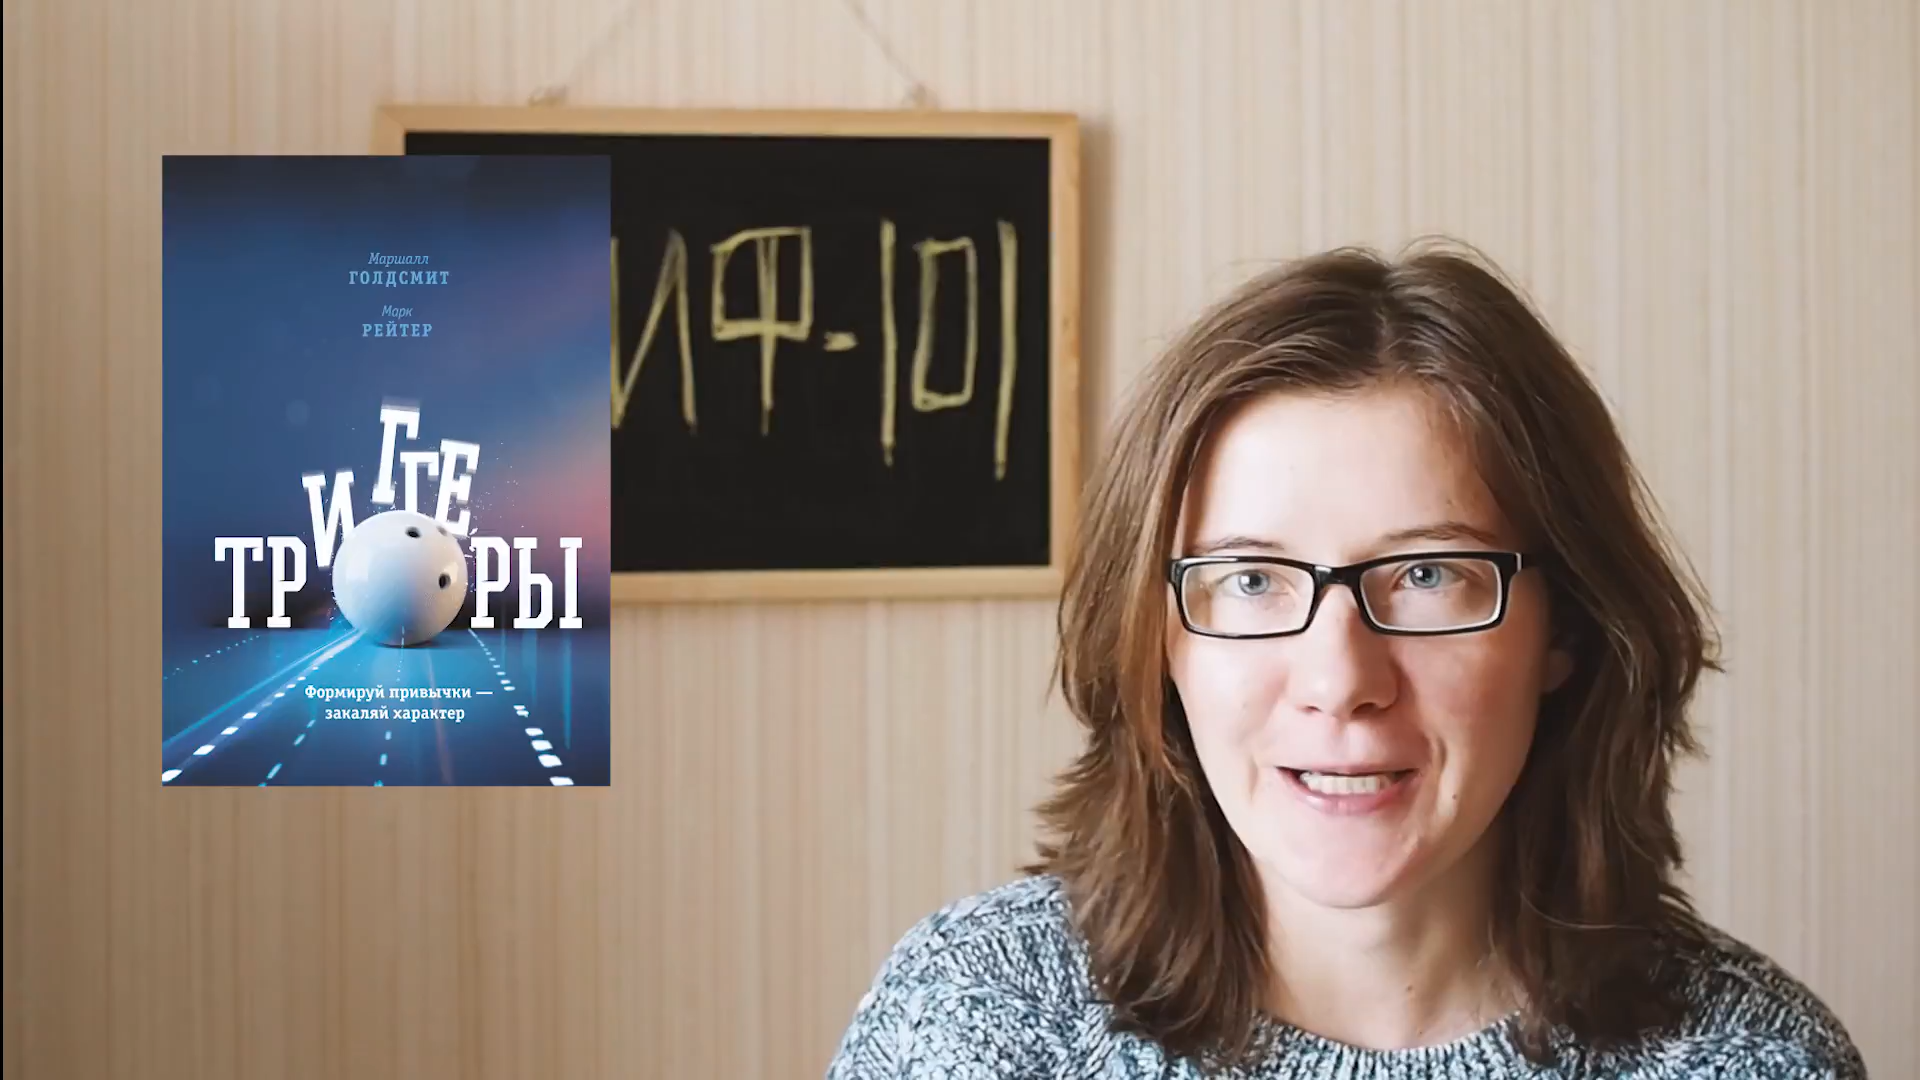 Маршалл
ГОЛДСМИТ
Марк
РЕЙТЕР
ТРИГГЕРЫ
Формируй привычки —
закаляй характер
ИФ-101